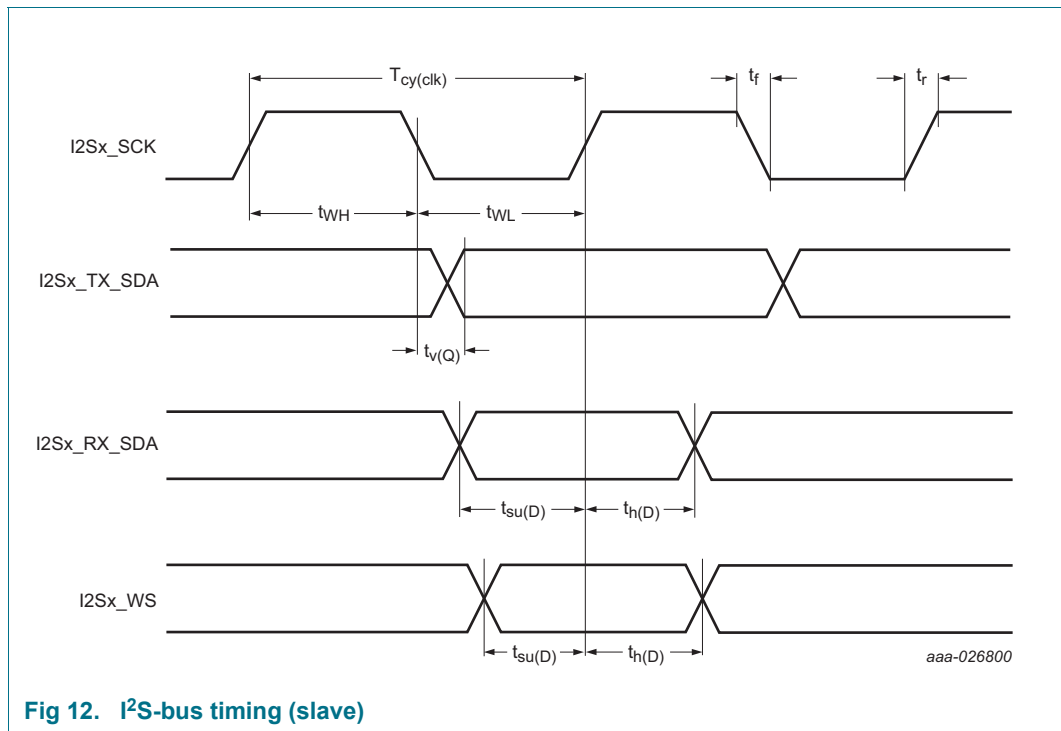 Tcy(clk)
tf
tr
I2Sx_SCK
tWH
tWL
I2Sx_TX_SDA
tv(Q)
I2Sx_RX_SDA
tsu(D)
th(D)
I2Sx_WS
tsu(D)
th(D)
aaa-026800
Fig 12. I²S-bus timing (slave)